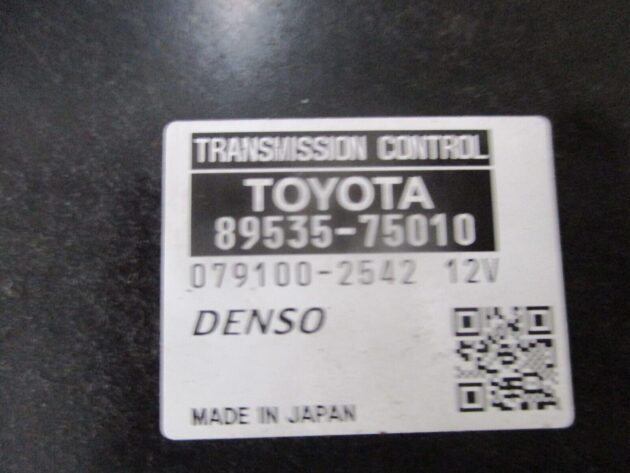 TRANSMISSION CONTROL
TOYOTA
89535-75010
079100-2542 12V
DENSO
MADE IN JAPAN